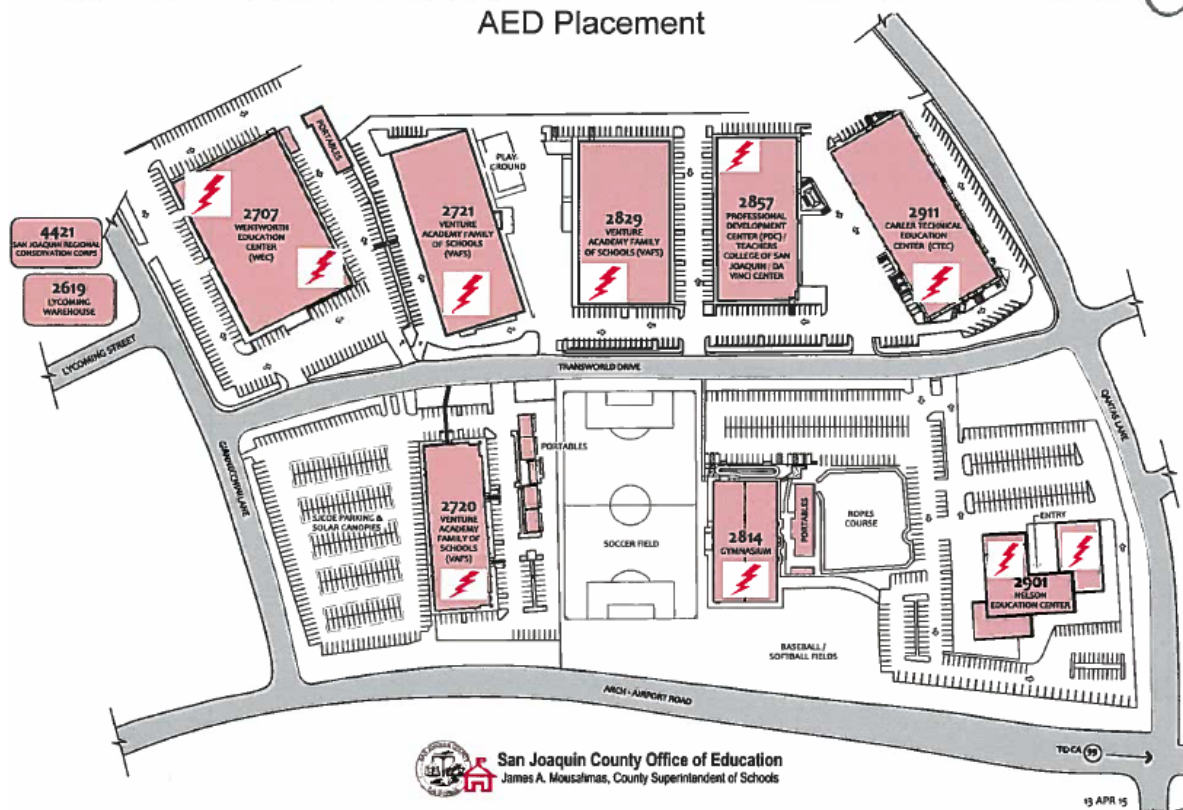 AED Placement
PORTABLES
PLAY-
GROUND
4421
SAN JOAQUIN REGIONAL
CONSERVATION CORPS
2619
LYCOMING
WAREHOUSE
2707
WENTWORTH
EDUCATION
CENTER
(WEC)
2721
VENTURE
ACADEMY FAMILY
OF SCHOOLS
(VAFS)
2829
VENTURE
ACADEMY FAMILY
OF SCHOOLS (VAFS)
2857
PROFESSIONAL
DEVELOPMENT
CENTER (PDC) /
TEACHERS
COLLEGE OF SAN
JOAQUIN / DA
VINCI CENTER
2911
CAREER TECHNICAL
EDUCATION
CENTER (CTEC)
LYCOMING STREET
TRANSWORLD DRIVE
QANTAS LANE
SJCOE PARKING &
SOLAR CANOPIES
2720
VENTURE
ACADEMY
FAMILY OF
SCHOOLS
(VAFS)
PORTABLES
SOCCER FIELD
2814
GYMNASIUM
PORTABLES
ROPES
COURSE
ENTRY
2901
NELSON
EDUCATION CENTER
BASEBALL /
SOFTBALL FIELDS
ARCH - AIRPORT ROAD
TO CA 99
San Joaquin County Office of Education
James A. Mousalimas, County Superintendent of Schools
13 APR 15